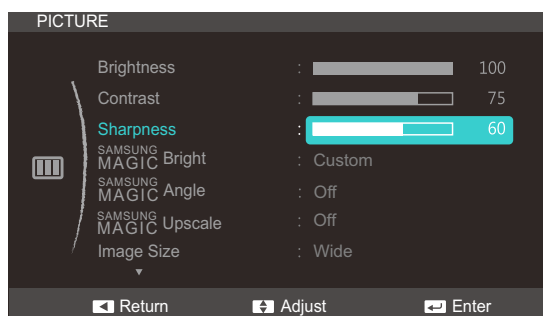 PICTURE
Brightness : 100
Contrast : 75
Sharpness : 60
SAMSUNG MAGIC Bright : Custom
SAMSUNG MAGIC Angle : Off
SAMSUNG MAGIC Upscale : Off
Image Size : Wide
Return Adjust Enter